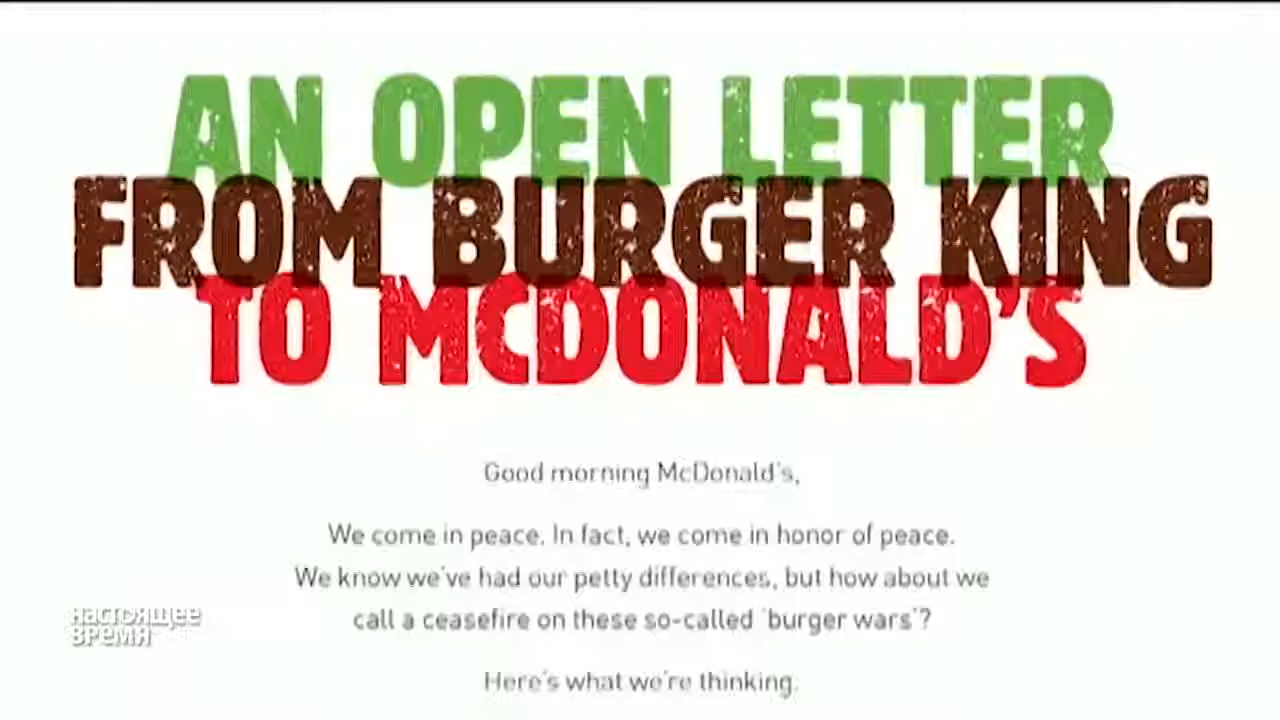 AN OPEN LETTER
FROM BURGER KING
TO MCDONALD'S
Good morning McDonald's,
We come in peace. In fact, we come in honor of peace.
We know we've had our petty differences, but how about we
call a ceasefire on these so-called 'burger wars'?
Here's what we're thinking.
настоящее
время